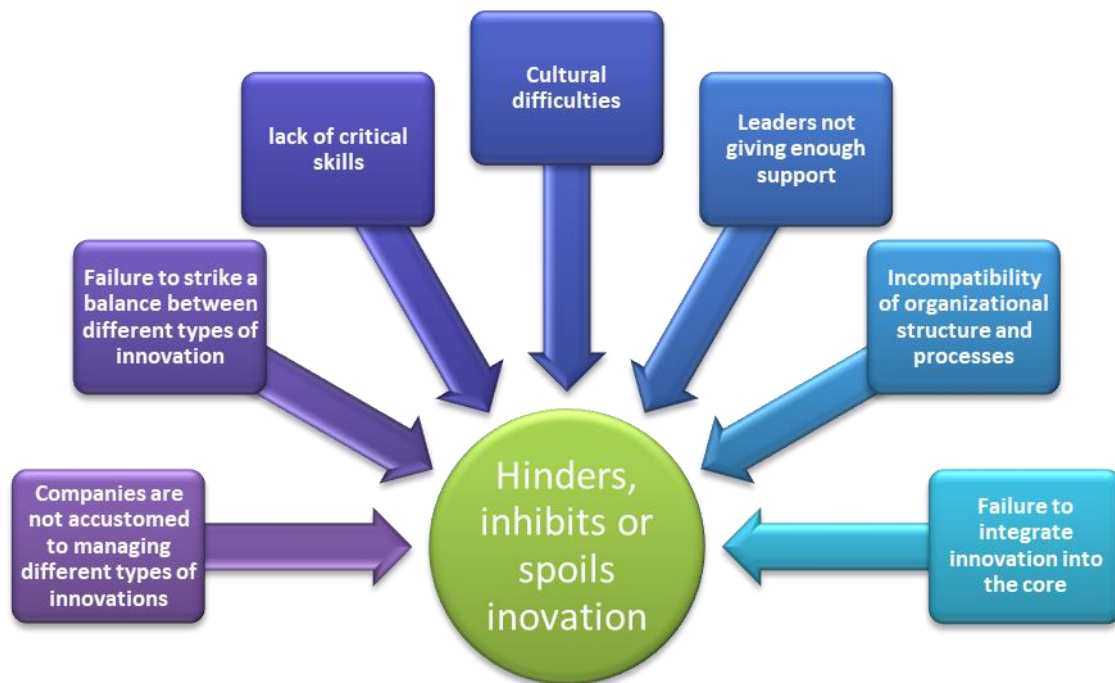 Cultural
difficulties
lack of critical
skills
Leaders not
giving enough
support
Failure to strike a
balance between
different types of
innovation
Incompatibility
of organizational
structure and
processes
Companies are
not accustomed
to managing
different types of
innovations
Hinders,
inhibits or
spoils
inovation
Failure to
integrate
innovation into
the core